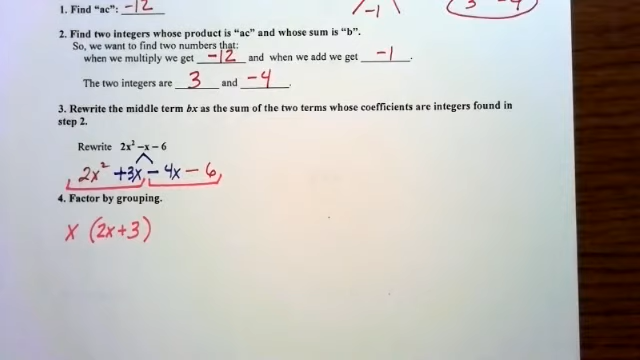 1. Find "ac": -12
-1
3 -4
2. Find two integers whose product is "ac" and whose sum is "b".
So, we want to find two numbers that:
when we multiply we get -12 and when we add we get -1.
The two integers are 3 and -4.
3. Rewrite the middle term bx as the sum of the two terms whose coefficients are integers found in
step 2.
Rewrite 2x² –x – 6
2x² +3x - 4x - 6
4. Factor by grouping.
x (2x+3)